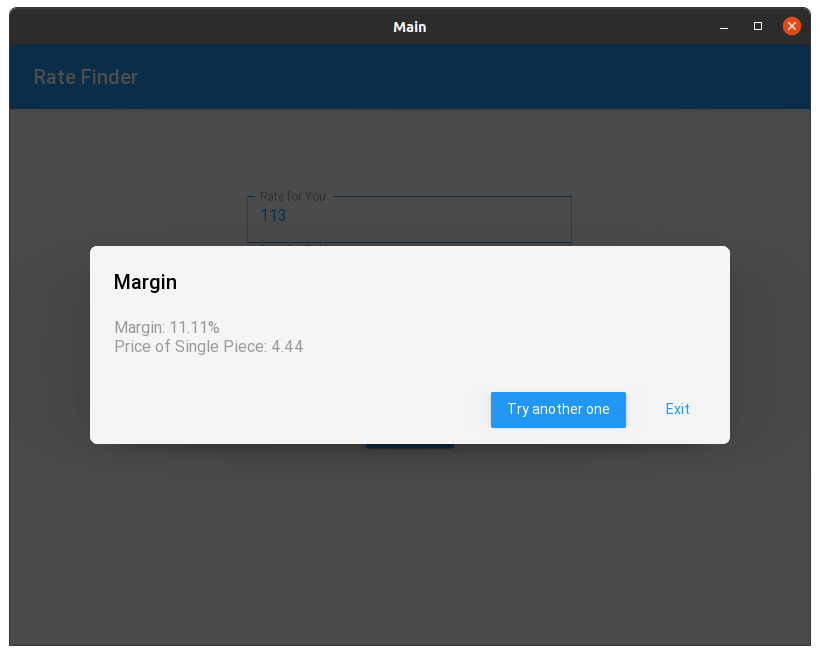 Main
Rate Finder
Rate for You
113
Margin
Margin: 11.11%
Price of Single Piece: 4.44
Try another one
Exit